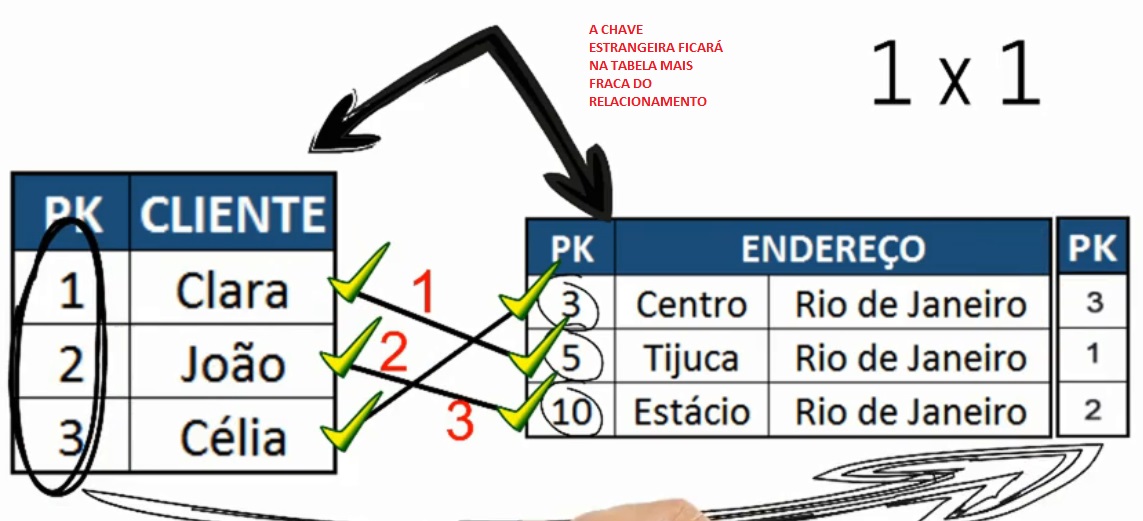 A CHAVE
ESTRANGEIRA FICARÁ
NA TABELA MAIS
FRACA DO
RELACIONAMENTO
1 x 1
PK CLIENTE
1 Clara
2 João
3 Célia
1
2
3
PK ENDEREÇO PK
3 Centro Rio de Janeiro 3
5 Tijuca Rio de Janeiro 1
10 Estácio Rio de Janeiro 2